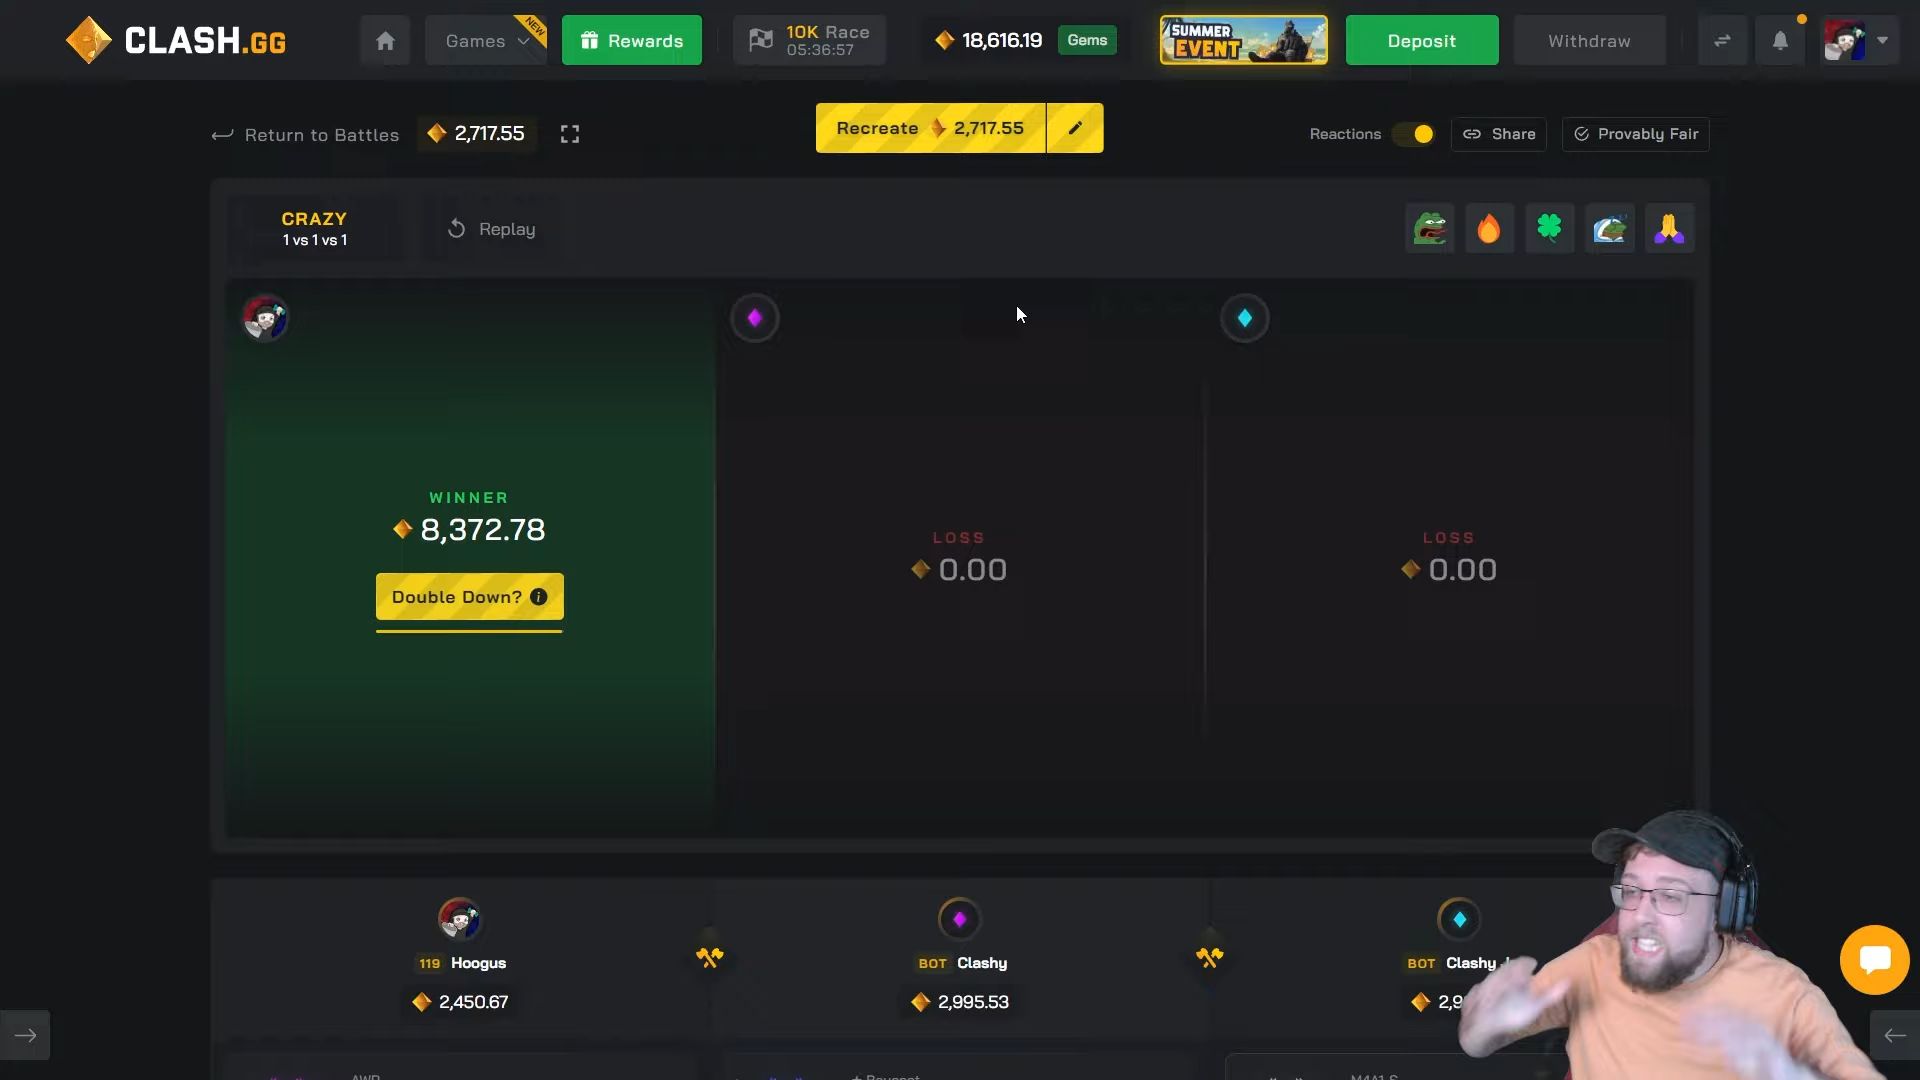 CLASH.GG
Games
NEW
Rewards
10K Race
05:36:57
18,616.19
Gems
SUMMER
EVENT
Deposit
Withdraw
Return to Battles
2,717.55
Recreate 2,717.55
Reactions
Share
Provably Fair
CRAZY
1 vs 1 vs 1
Replay
WINNER
8,372.78
Double Down?
LOSS
0.00
LOSS
0.00
119 Hoogus
2,450.67
BOT Clashy
2,995.53
BOT Clashy
2,9